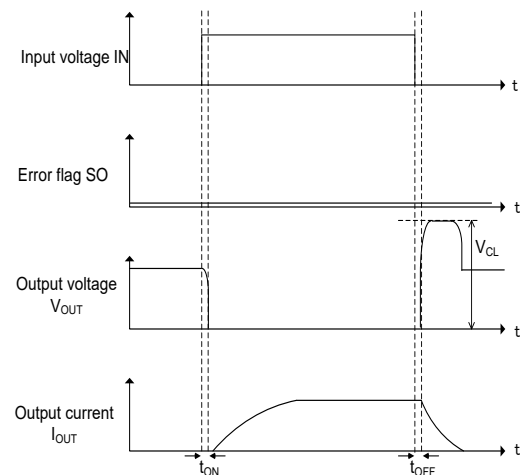 Input voltage IN
t
Error flag SO
t
V_CL
Output voltage
V_OUT
t
Output current
I_OUT
t
t_ON
t_OFF